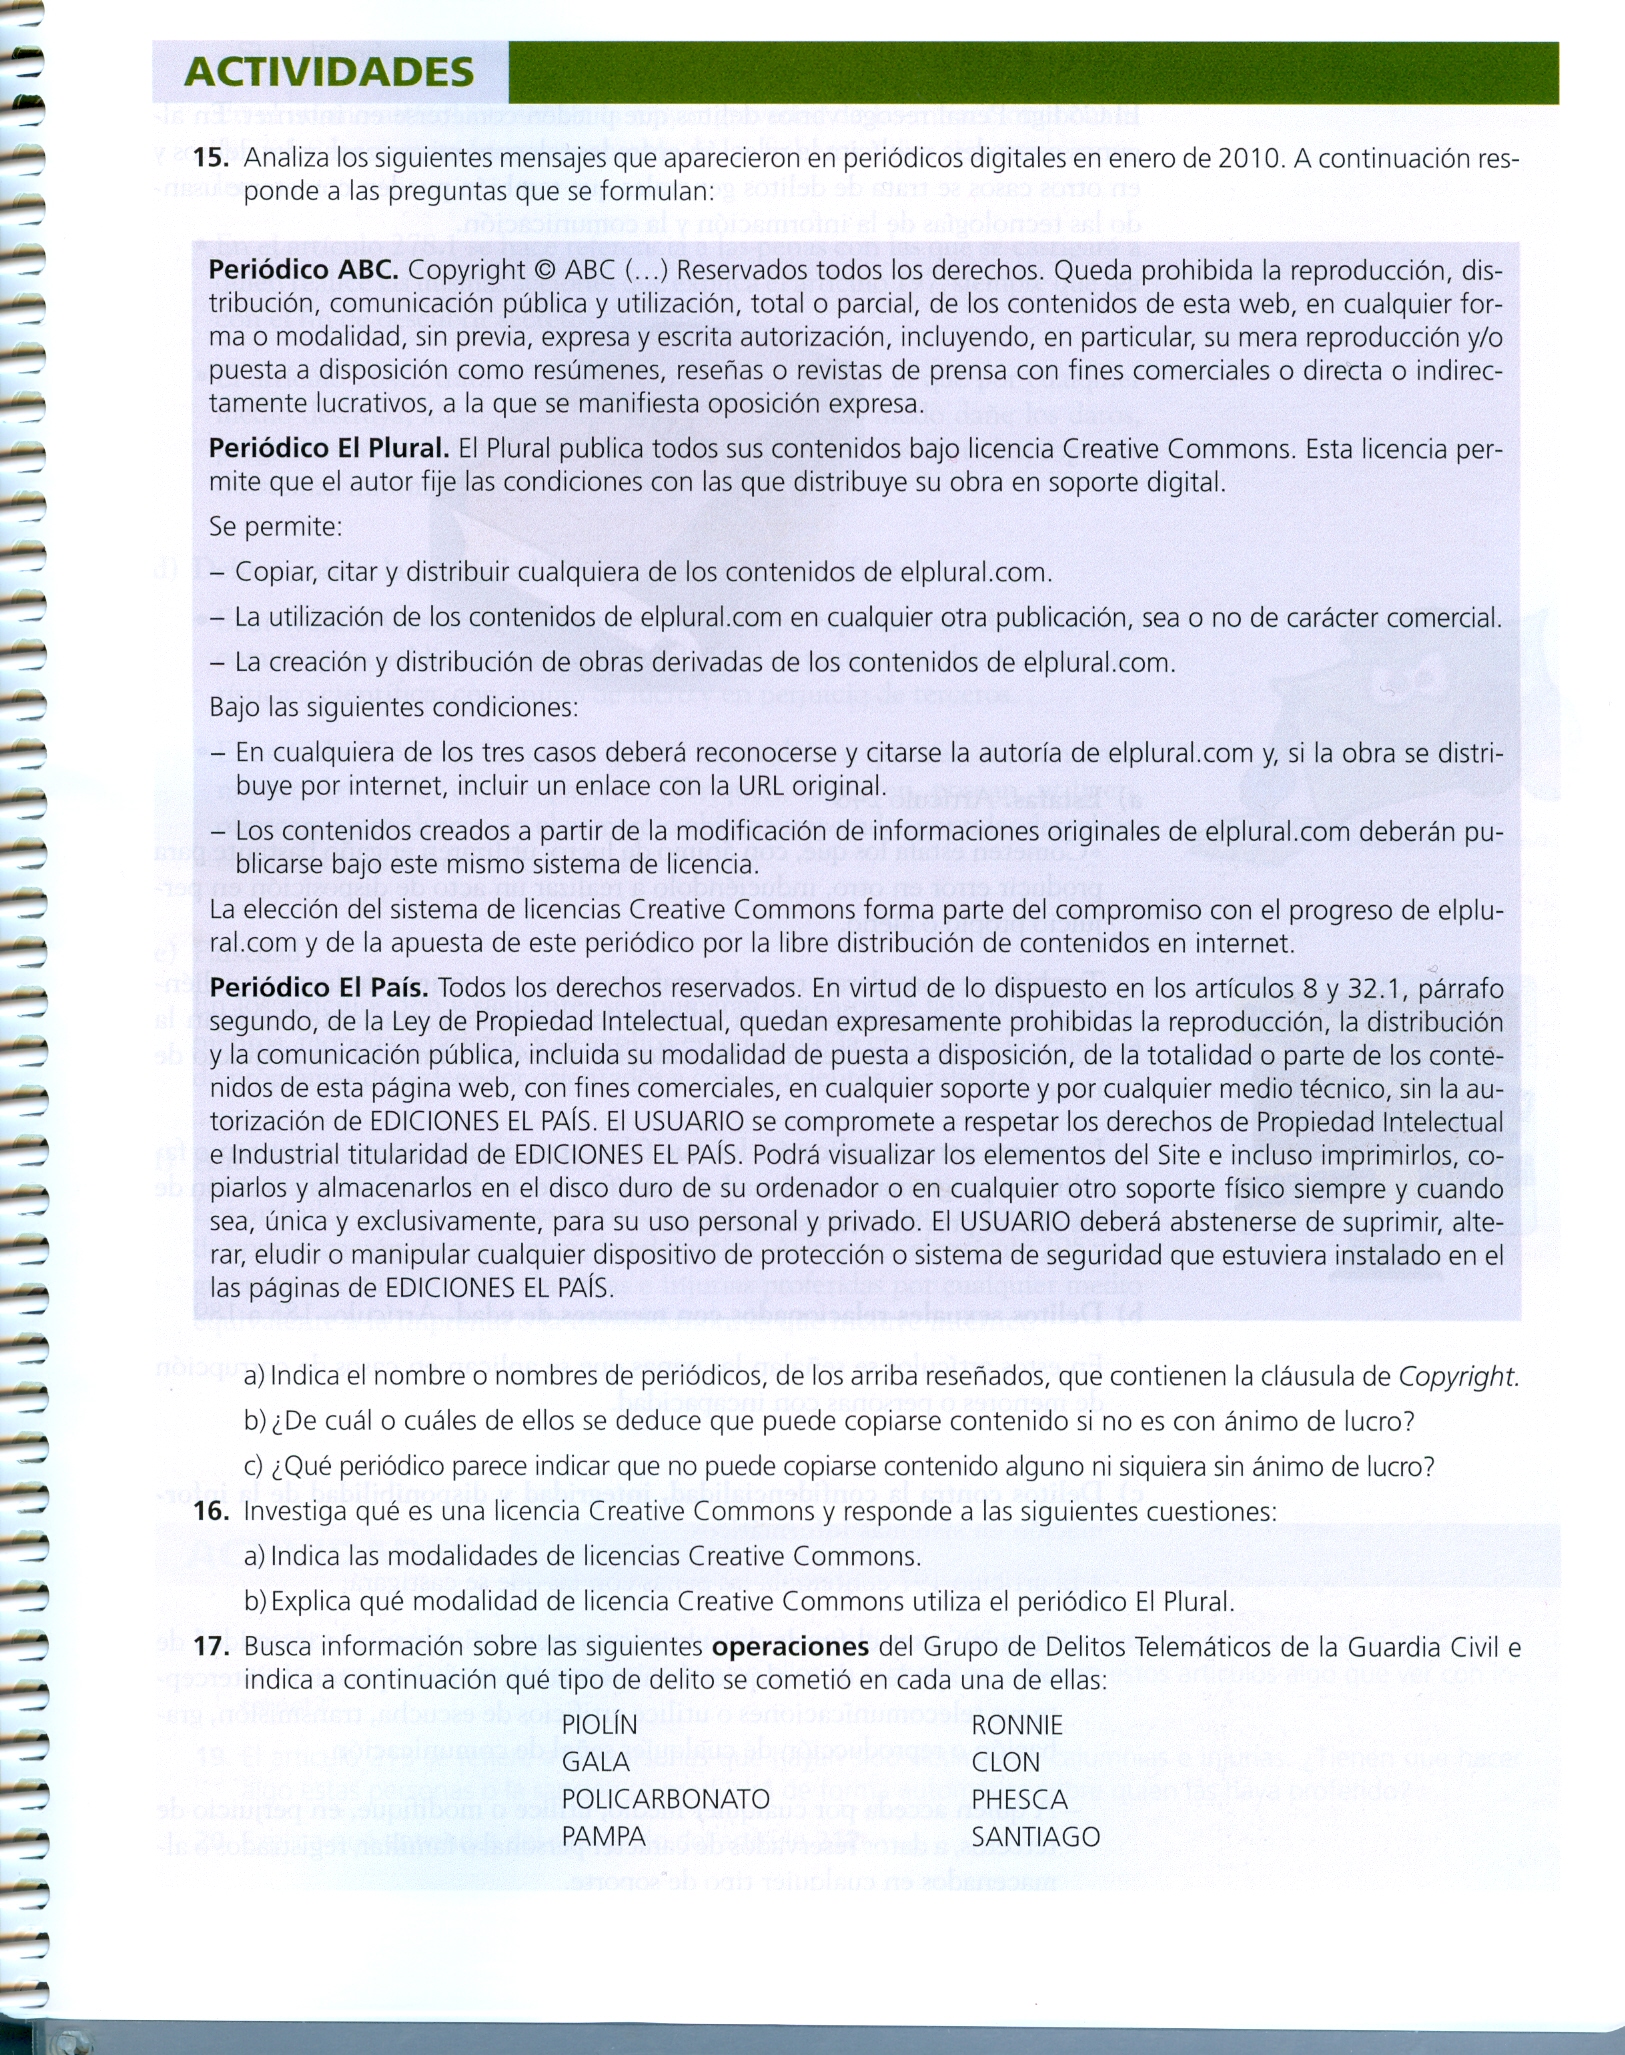 ACTIVIDADES
15. Analiza los siguientes mensajes que aparecieron en periódicos digitales en enero de 2010. A continuación res-
ponde a las preguntas que se formulan:
Periódico ABC. Copyright © ABC (...) Reservados todos los derechos. Queda prohibida la reproducción, dis-
tribución, comunicación pública y utilización, total o parcial, de los contenidos de esta web, en cualquier for-
ma o modalidad, sin previa, expresa y escrita autorización, incluyendo, en particular, su mera reproducción y/o
puesta a disposición como resúmenes, reseñas o revistas de prensa con fines comerciales o directa o indirec-
tamente lucrativos, a la que se manifiesta oposición expresa.
Periódico El Plural. El Plural publica todos sus contenidos bajo licencia Creative Commons. Esta licencia per-
mite que el autor fije las condiciones con las que distribuye su obra en soporte digital.
Se permite:
– Copiar, citar y distribuir cualquiera de los contenidos de elplural.com.
– La utilización de los contenidos de elplural.com en cualquier otra publicación, sea o no de carácter comercial.
– La creación y distribución de obras derivadas de los contenidos de elplural.com.
Bajo las siguientes condiciones:
– En cualquiera de los tres casos deberá reconocerse y citarse la autoría de elplural.com y, si la obra se distri-
buye por internet, incluir un enlace con la URL original.
– Los contenidos creados a partir de la modificación de informaciones originales de elplural.com deberán pu-
blicarse bajo este mismo sistema de licencia.
La elección del sistema de licencias Creative Commons forma parte del compromiso con el progreso de elplu-
ral.com y de la apuesta de este periódico por la libre distribución de contenidos en internet.
Periódico El País. Todos los derechos reservados. En virtud de lo dispuesto en los artículos 8 y 32.1, párrafo
segundo, de la Ley de Propiedad Intelectual, quedan expresamente prohibidas la reproducción, la distribución
y la comunicación pública, incluida su modalidad de puesta a disposición, de la totalidad o parte de los conte-
nidos de esta página web, con fines comerciales, en cualquier soporte y por cualquier medio técnico, sin la au-
torización de EDICIONES EL PAÍS. El USUARIO se compromete a respetar los derechos de Propiedad Intelectual
e Industrial titularidad de EDICIONES EL PAÍS. Podrá visualizar los elementos del Site e incluso imprimirlos, co-
piarlos y almacenarlos en el disco duro de su ordenador o en cualquier otro soporte físico siempre y cuando
sea, única y exclusivamente, para su uso personal y privado. El USUARIO deberá abstenerse de suprimir, alte-
rar, eludir o manipular cualquier dispositivo de protección o sistema de seguridad que estuviera instalado en el
las páginas de EDICIONES EL PAÍS.
a) Indica el nombre o nombres de periódicos, de los arriba reseñados, que contienen la cláusula de Copyright.
b) ¿De cuál o cuáles de ellos se deduce que puede copiarse contenido si no es con ánimo de lucro?
c) ¿Qué periódico parece indicar que no puede copiarse contenido alguno ni siquiera sin ánimo de lucro?
16. Investiga qué es una licencia Creative Commons y responde a las siguientes cuestiones:
a) Indica las modalidades de licencias Creative Commons.
b) Explica qué modalidad de licencia Creative Commons utiliza el periódico El Plural.
17. Busca información sobre las siguientes operaciones del Grupo de Delitos Telemáticos de la Guardia Civil e
indica a continuación qué tipo de delito se cometió en cada una de ellas:
PIOLÍN RONNIE
GALA CLON
POLICARBONATO PHESCA
PAMPA SANTIAGO